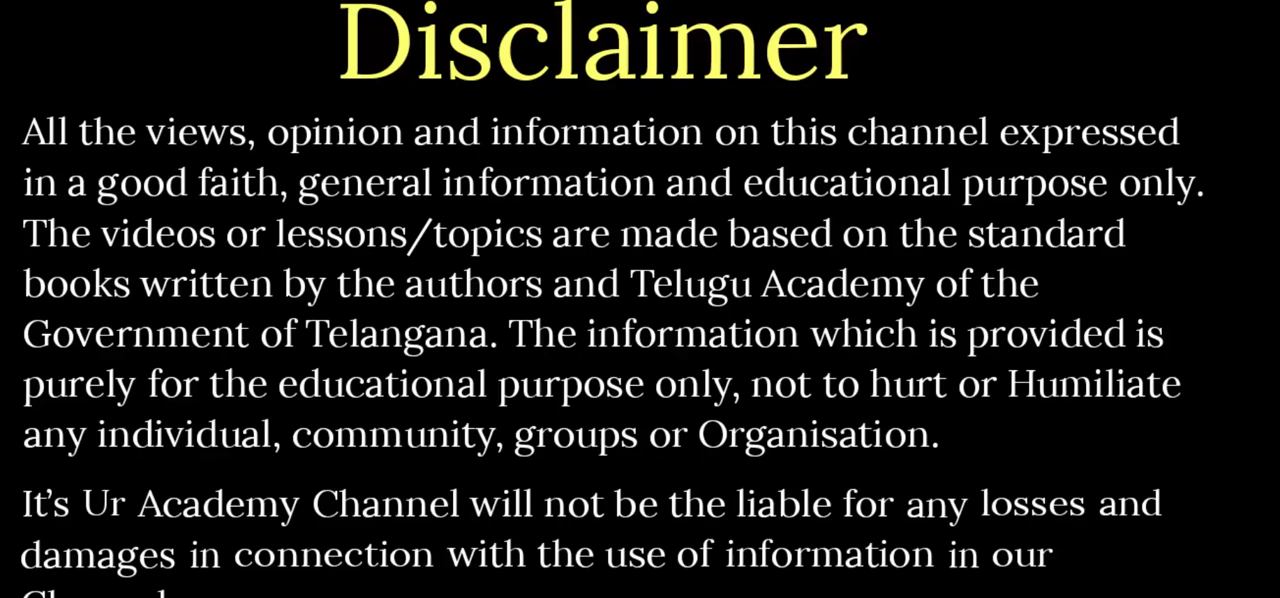 Disclaimer
All the views, opinion and information on this channel expressed
in a good faith, general information and educational purpose only.
The videos or lessons/topics are made based on the standard
books written by the authors and Telugu Academy of the
Government of Telangana. The information which is provided is
purely for the educational purpose only, not to hurt or Humiliate
any individual, community, groups or Organisation.
It's Ur Academy Channel will not be the liable for any losses and
damages in connection with the use of information in our